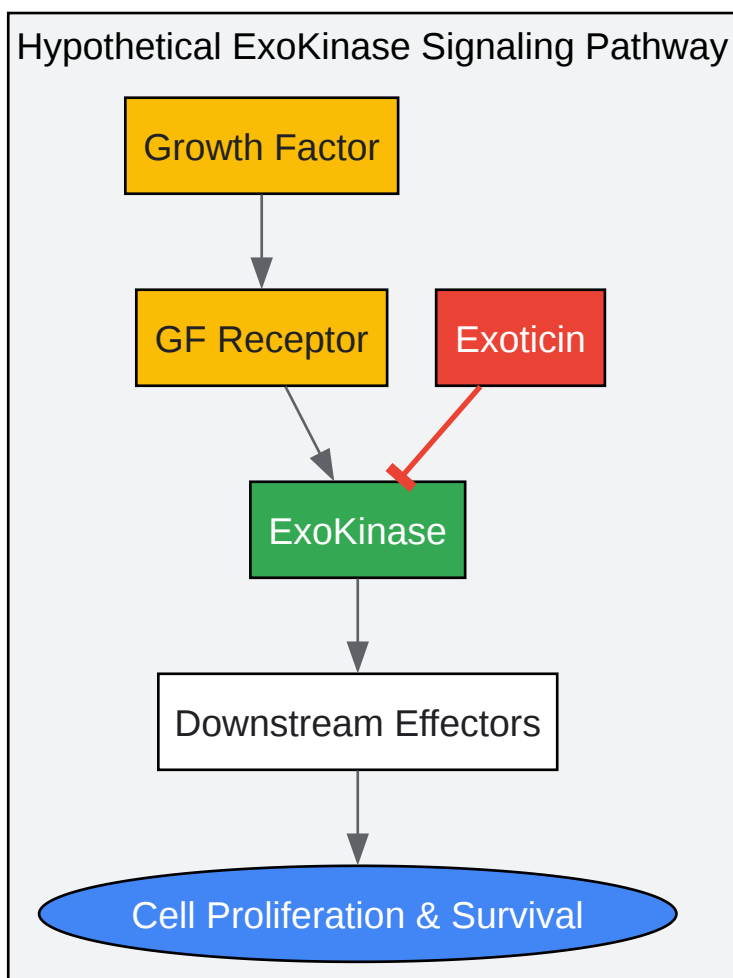 Hypothetical ExoKinase Signaling Pathway
Growth Factor
GF Receptor
Exoticin
ExoKinase
Downstream Effectors
Cell Proliferation & Survival